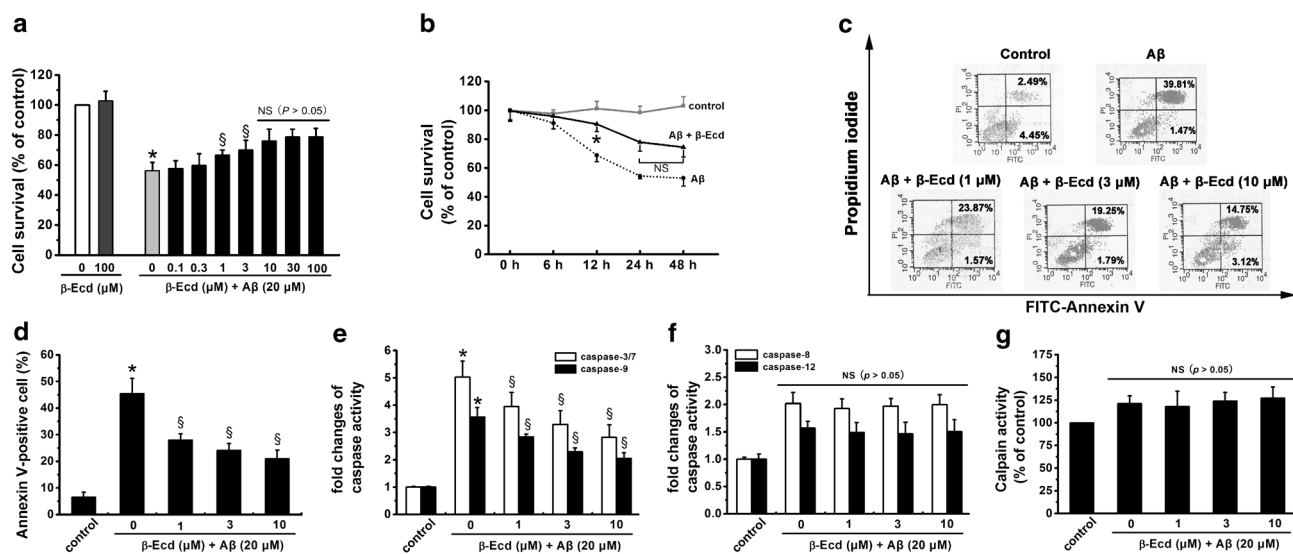 a
Cell survival (% of control)
120
100
80
60
40
20
0
NS (P > 0.05)
*
§
§
0 100
0 0.1 0.3 1 3 10 30 100
β-Ecd (μM)
β-Ecd (μM) + Aβ (20 μM)
b
Cell survival
(% of control)
120
100
80
60
40
20
0
control
Aβ + β-Ecd
*
NS
Aβ
0 h 6 h 12 h 24 h 48 h
c
Propidium iodide
Control
2.49%
4.45%
Aβ
39.81%
1.47%
Aβ + β-Ecd (1 μM)
23.87%
1.57%
Aβ + β-Ecd (3 μM)
19.25%
1.79%
Aβ + β-Ecd (10 μM)
14.75%
3.12%
PI
FITC
FITC-Annexin V
d
Annexin V-positive cell (%)
60
50
40
30
20
10
0
*
§
§
§
control 0 1 3 10
β-Ecd (μM) + Aβ (20 μM)
e
fold changes of
caspase activity
6
5
4
3
2
1
0
caspase-3/7
caspase-9
*
*
§
§
§
§
§
§
control 0 1 3 10
β-Ecd (μM) + Aβ (20 μM)
f
fold changes of
caspase activity
3.0
2.5
2.0
1.5
1.0
0.5
0.0
caspase-8
caspase-12
NS (p > 0.05)
control 0 1 3 10
β-Ecd (μM) + Aβ (20 μM)
g
Calpain activity
(% of control)
175
150
125
100
75
50
25
0
NS (p > 0.05)
control 0 1 3 10
β-Ecd (μM) + Aβ (20 μM)